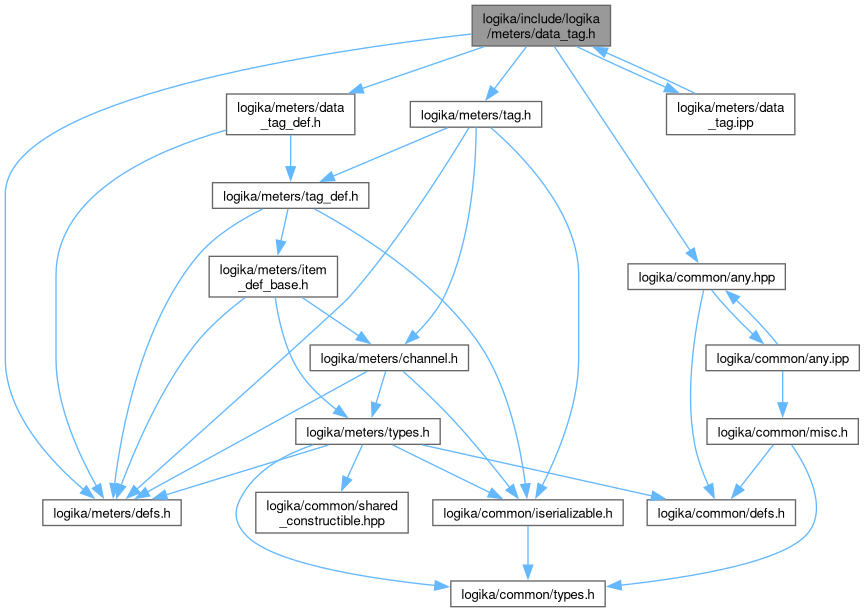 logika/include/logika
/meters/data_tag.h
logika/meters/data
_tag_def.h
logika/meters/tag.h
logika/meters/data
_tag.ipp
logika/meters/tag_def.h
logika/meters/item
_def_base.h
logika/common/any.hpp
logika/meters/channel.h
logika/common/any.ipp
logika/meters/types.h
logika/common/misc.h
logika/meters/defs.h
logika/common/shared
_constructible.hpp
logika/common/iserializable.h
logika/common/defs.h
logika/common/types.h